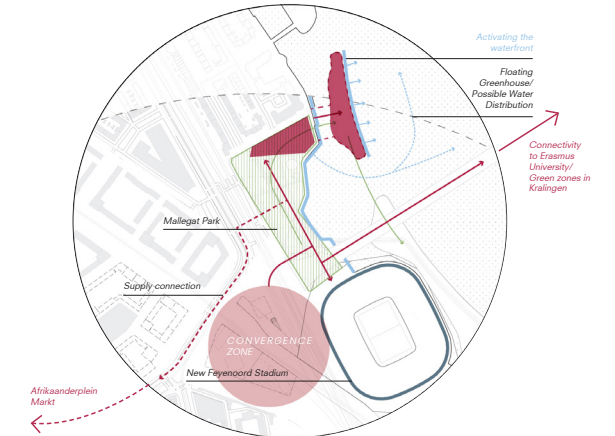 Activating the
waterfront
Floating
Greenhouse/
Possible Water
Distribution
Connectivity
to Erasmus
University/
Green zones in
Kralingen
Mallegat Park
Supply connection
CONVERGENCE
ZONE
New Feyenoord Stadium
Afrikaanderplein
Markt